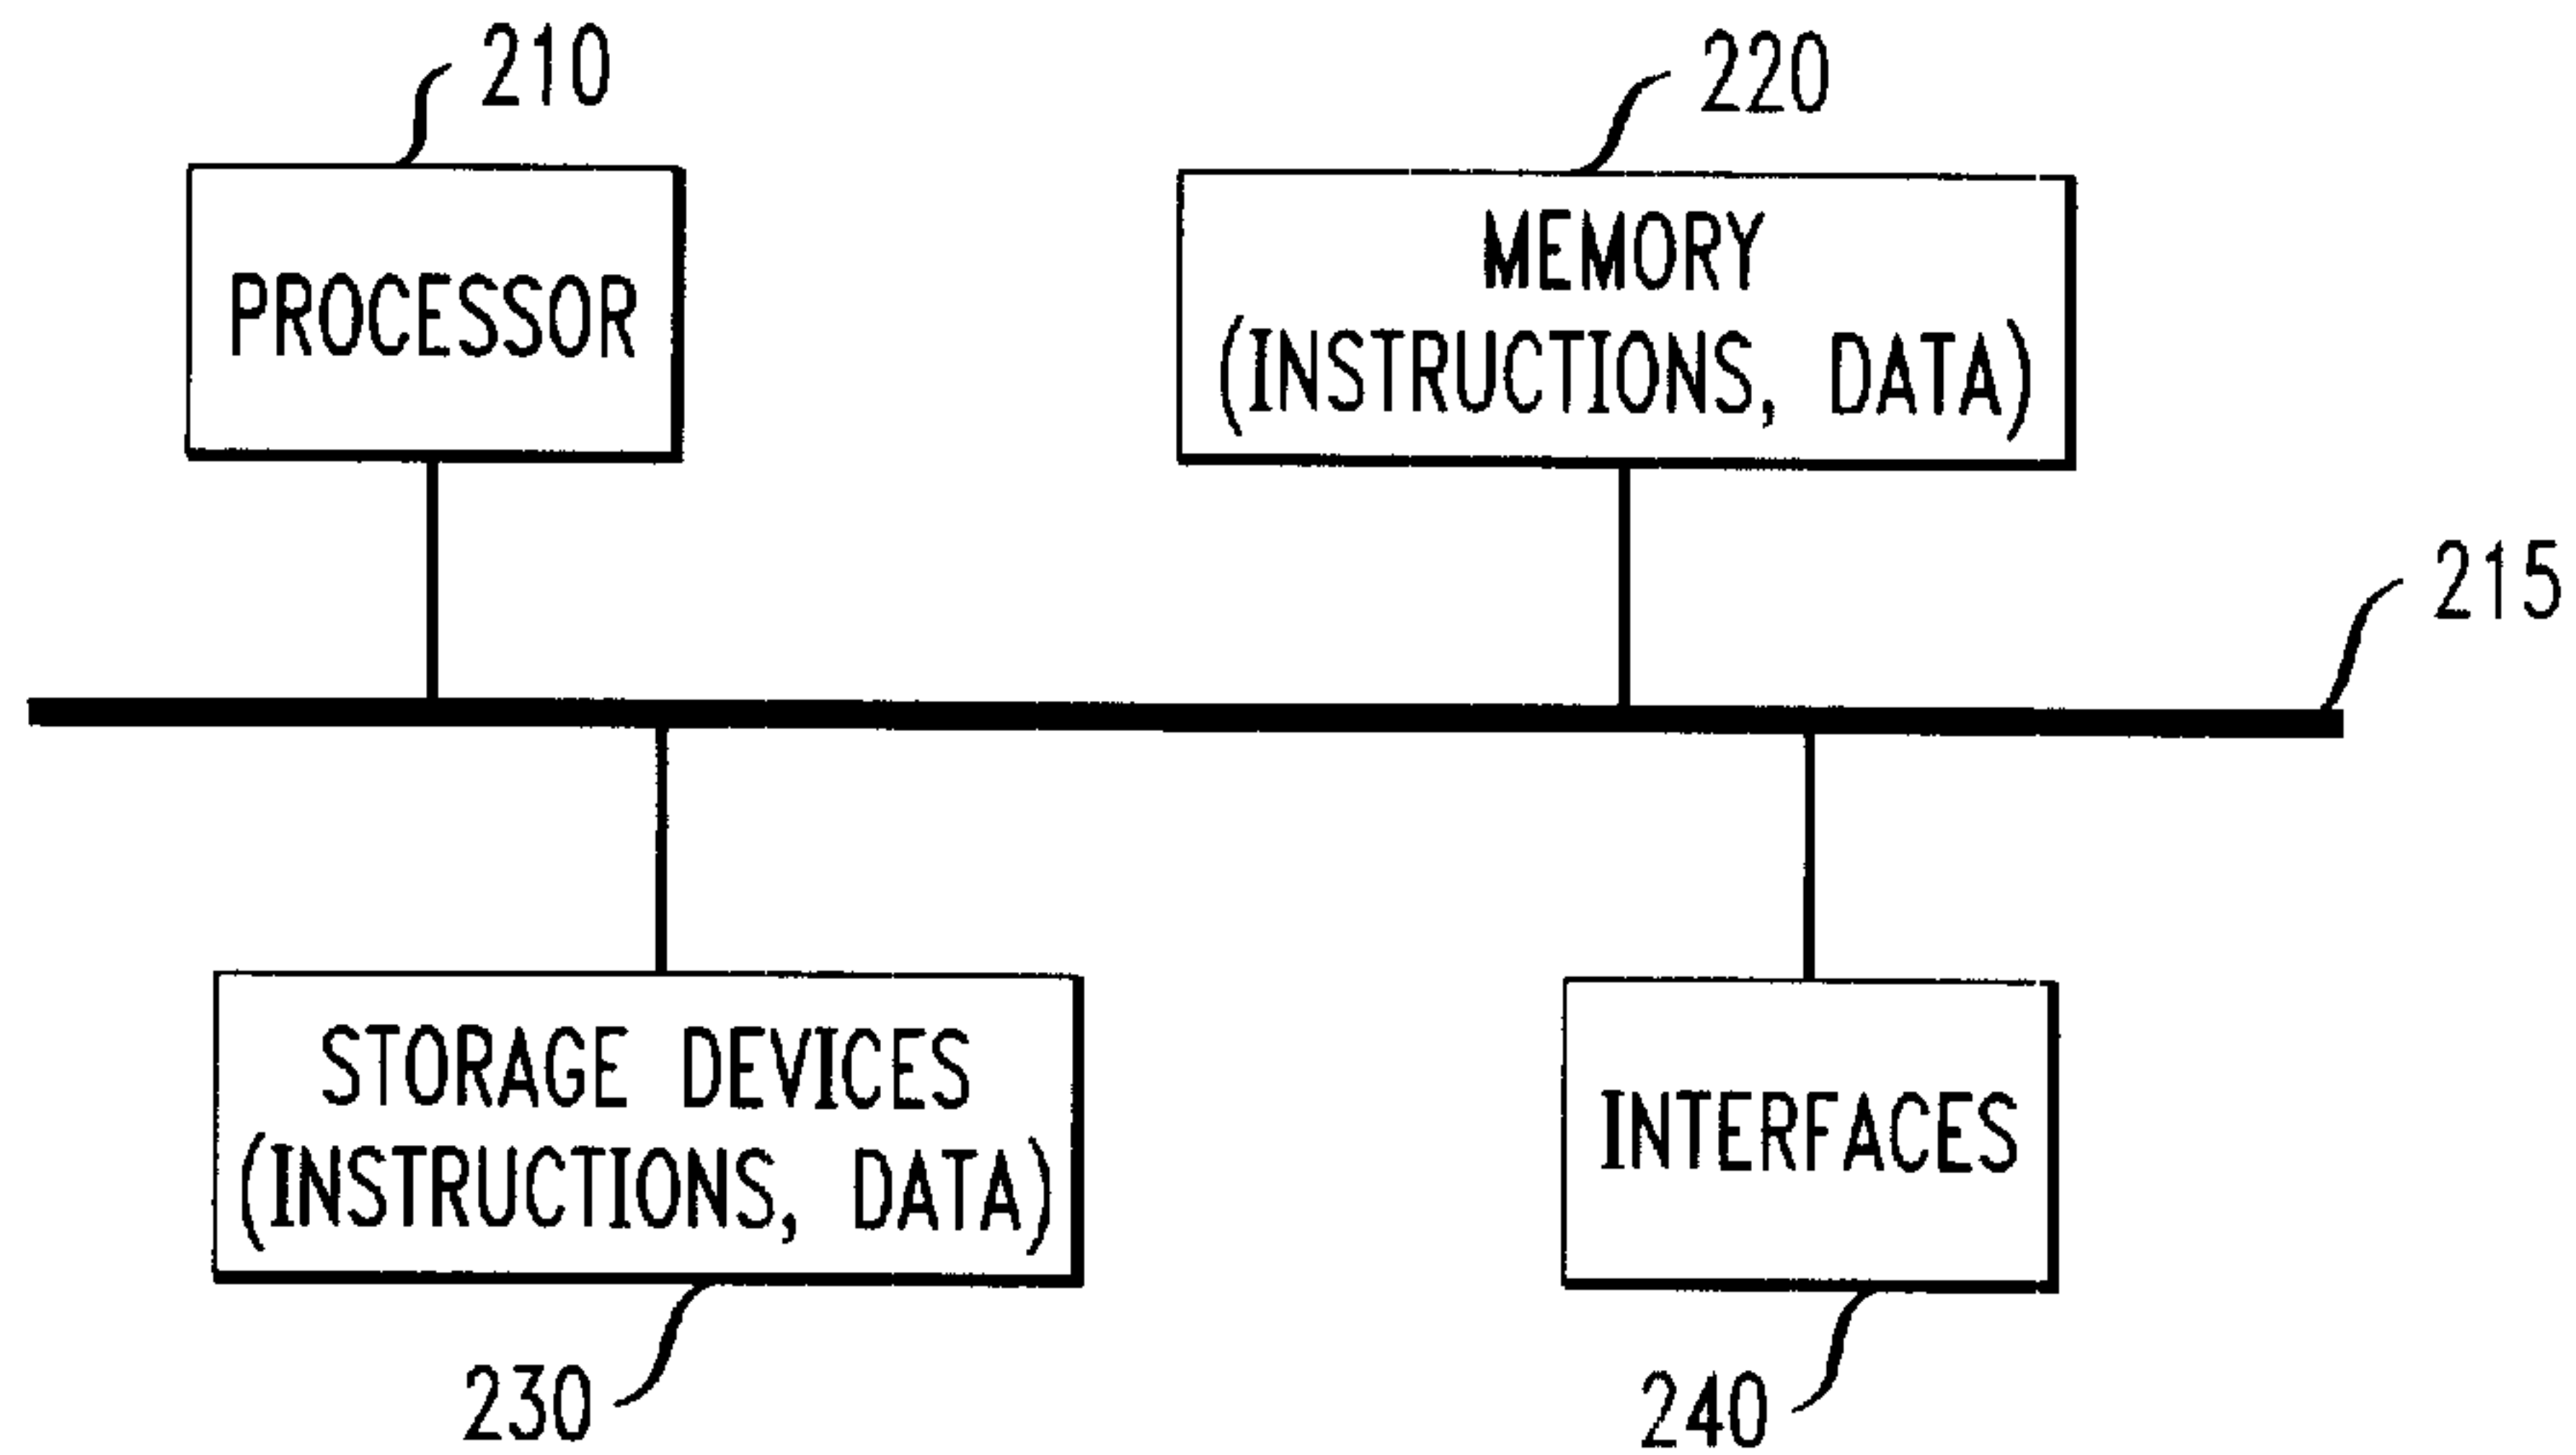 210
220
PROCESSOR
MEMORY
(INSTRUCTIONS, DATA)
215
STORAGE DEVICES
(INSTRUCTIONS, DATA)
INTERFACES
230
240